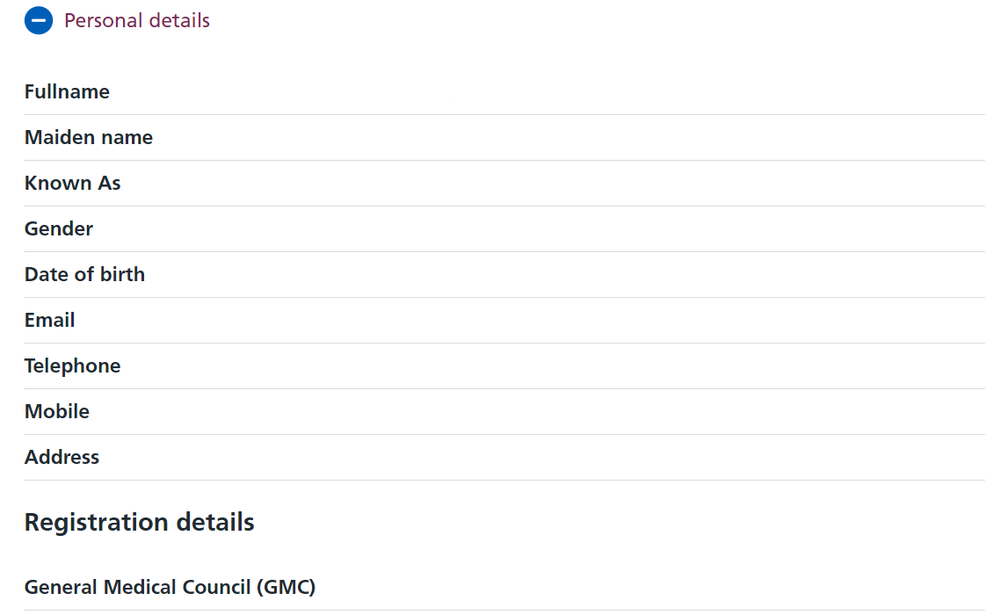 Personal details
Fullname
Maiden name
Known As
Gender
Date of birth
Email
Telephone
Mobile
Address
Registration details
General Medical Council (GMC)